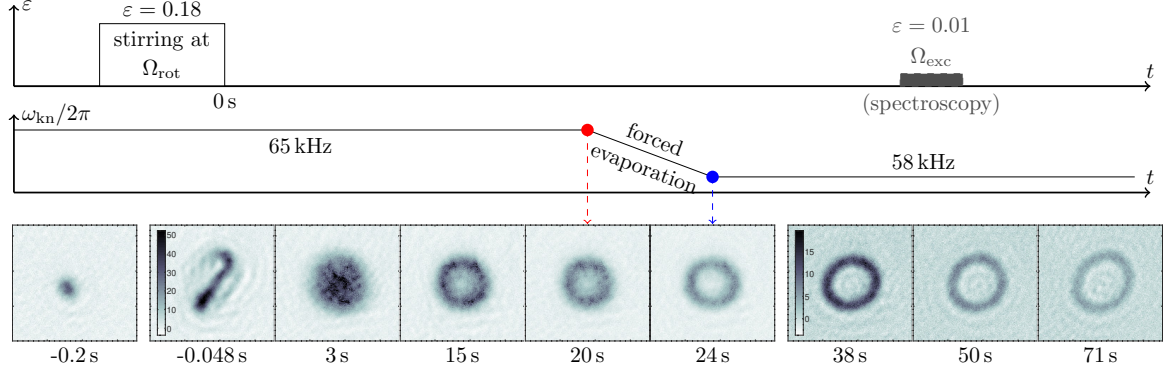 ε
ε = 0.18
stirring at
Ω_rot
0 s
ε = 0.01
Ω_exc
(spectroscopy)
t
ω_kn/2π
65 kHz
forced
evaporation
58 kHz
t
50
40
30
20
10
0
15
10
5
0
-0.2 s
-0.048 s
3 s
15 s
20 s
24 s
38 s
50 s
71 s